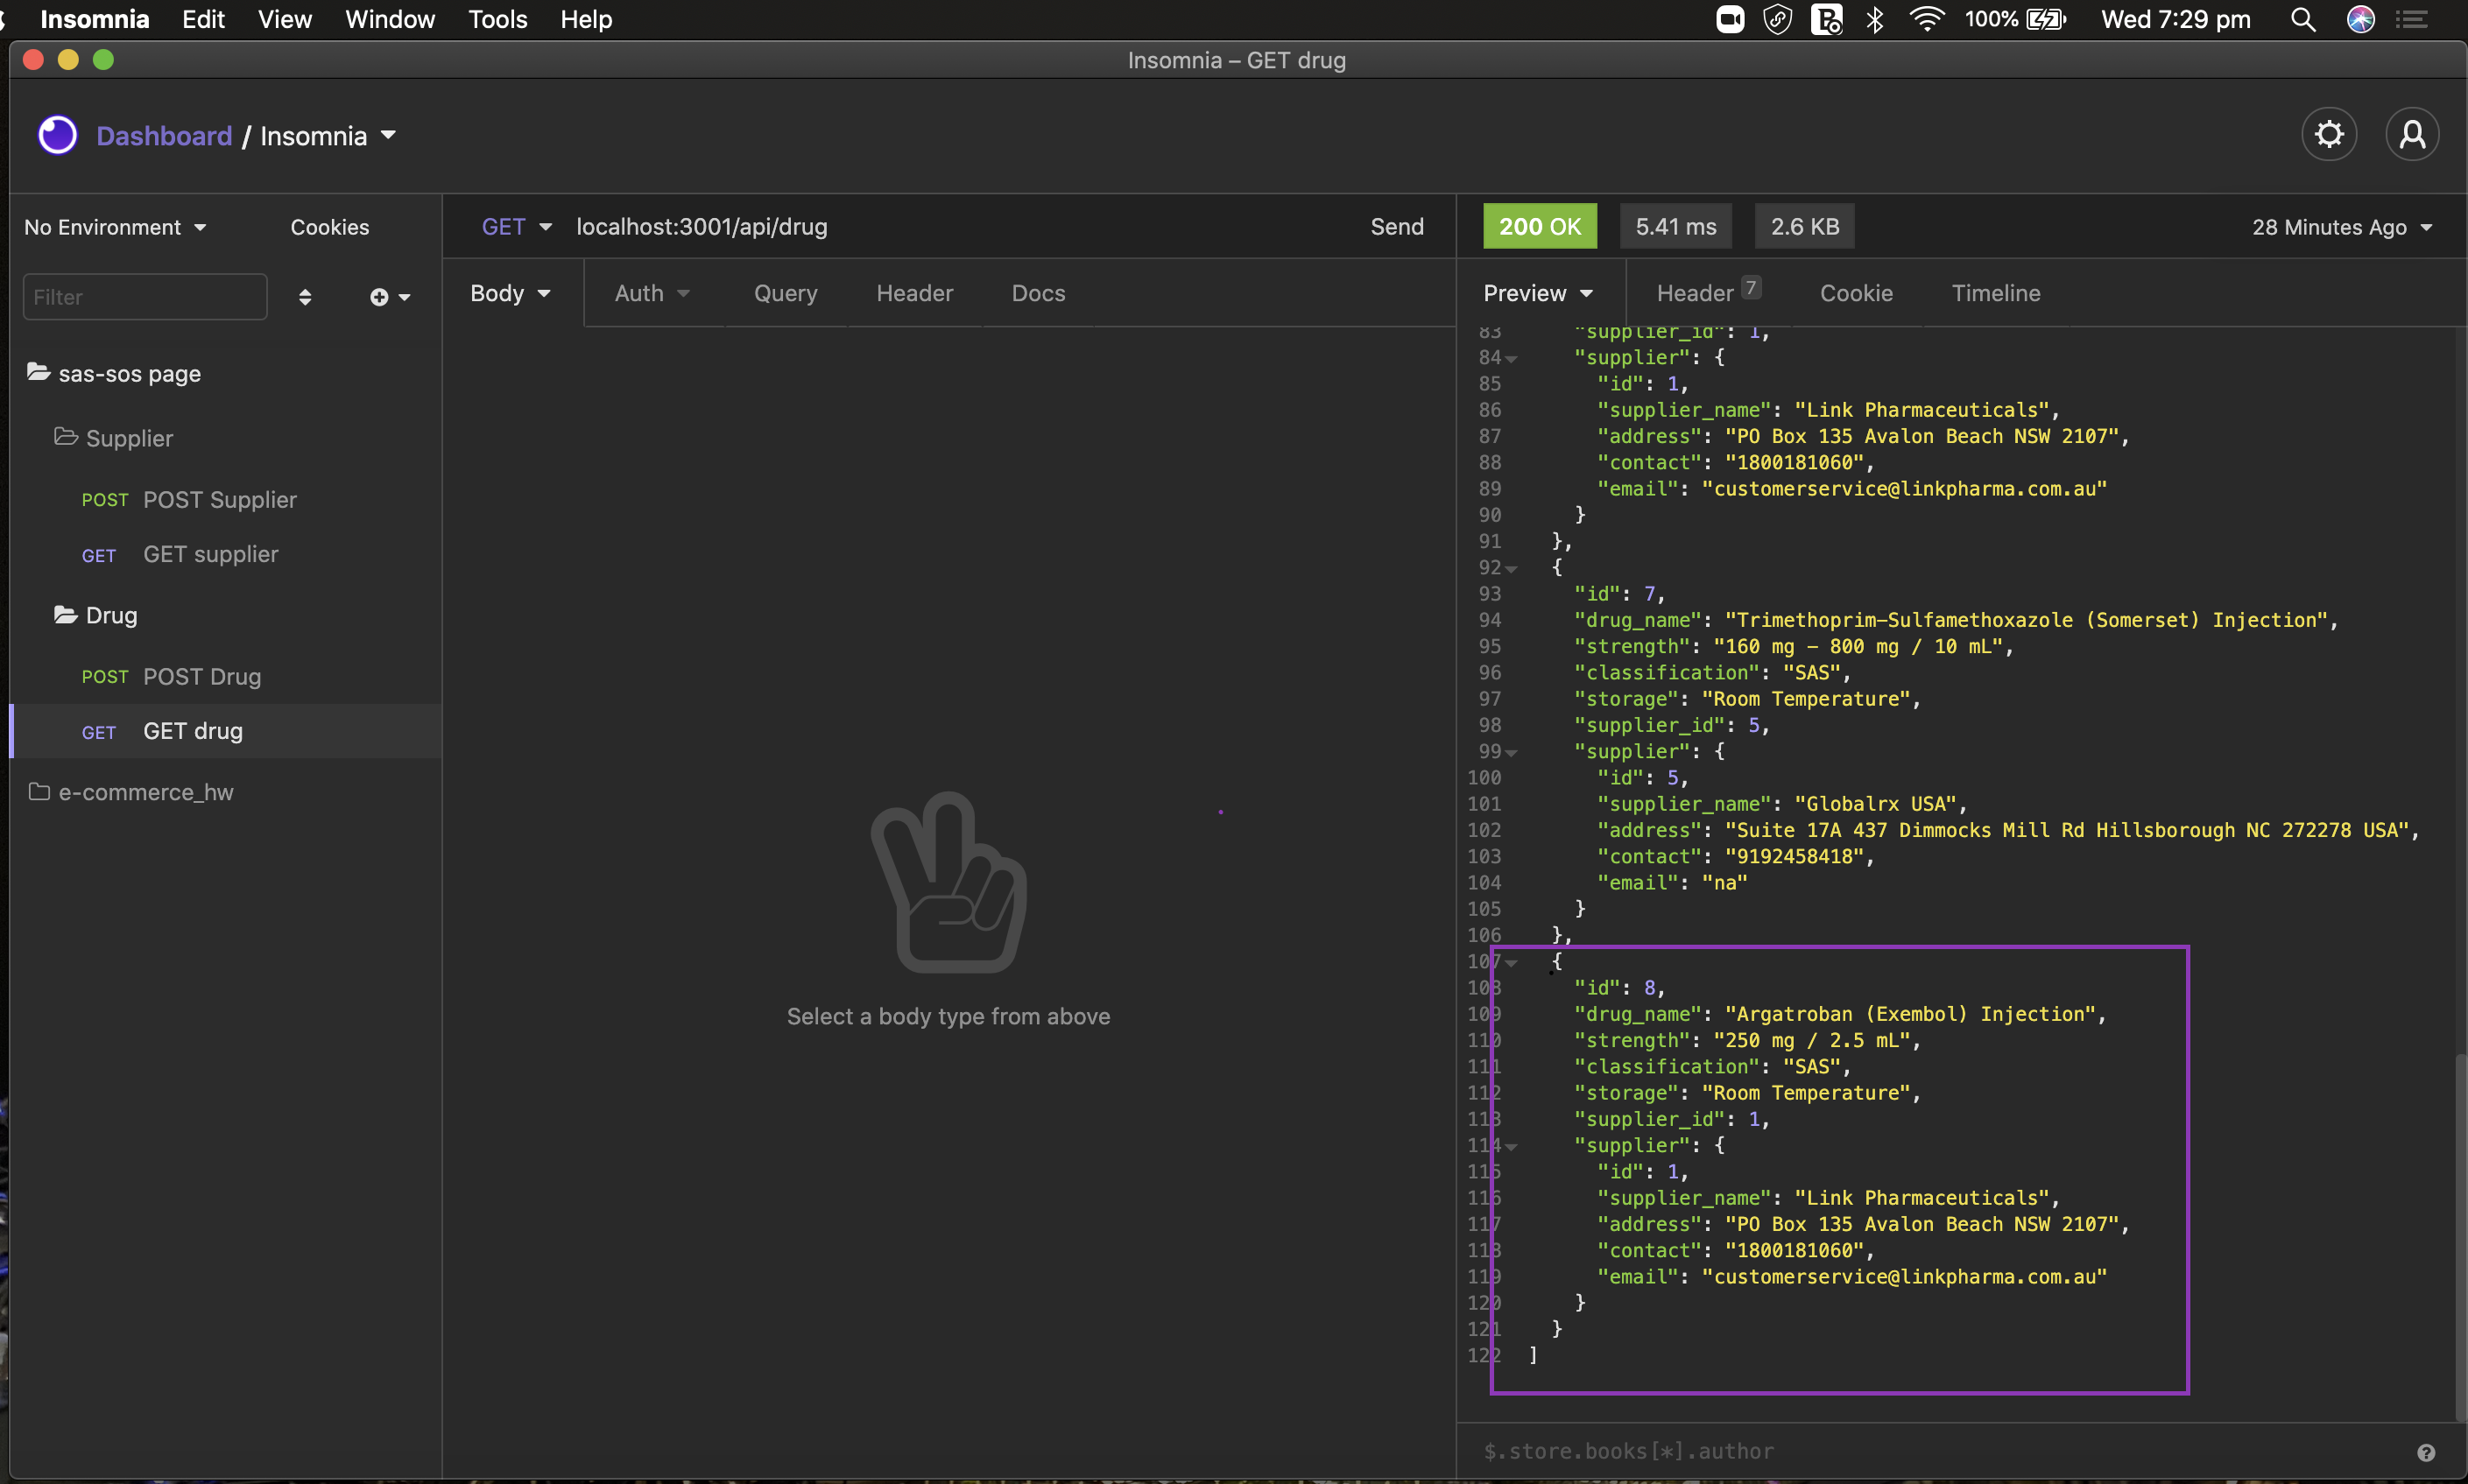 Insomnia Edit View Window Tools Help 100% Wed 7:29 pm
Insomnia – GET drug
Dashboard / Insomnia
No Environment Cookies
GET localhost:3001/api/drug Send
200 OK 5.41 ms 2.6 KB 28 Minutes Ago
Filter
Body Auth Query Header Docs
Preview Header 7 Cookie Timeline
sas-sos page
Supplier
POST POST Supplier
GET GET supplier
Drug
POST POST Drug
GET GET drug
e-commerce_hw
Select a body type from above
83 "supplier_id": 1,
84 "supplier": {
85 "id": 1,
86 "supplier_name": "Link Pharmaceuticals",
87 "address": "PO Box 135 Avalon Beach NSW 2107",
88 "contact": "1800181060",
89 "email": "customerservice@linkpharma.com.au"
90 }
91 },
92 {
93 "id": 7,
94 "drug_name": "Trimethoprim–Sulfamethoxazole (Somerset) Injection",
95 "strength": "160 mg – 800 mg / 10 mL",
96 "classification": "SAS",
97 "storage": "Room Temperature",
98 "supplier_id": 5,
99 "supplier": {
100 "id": 5,
101 "supplier_name": "Globalrx USA",
102 "address": "Suite 17A 437 Dimmocks Mill Rd Hillsborough NC 272278 USA",
103 "contact": "9192458418",
104 "email": "na"
105 }
106 },
107 {
108 "id": 8,
109 "drug_name": "Argatroban (Exembol) Injection",
110 "strength": "250 mg / 2.5 mL",
111 "classification": "SAS",
112 "storage": "Room Temperature",
113 "supplier_id": 1,
114 "supplier": {
115 "id": 1,
116 "supplier_name": "Link Pharmaceuticals",
117 "address": "PO Box 135 Avalon Beach NSW 2107",
118 "contact": "1800181060",
119 "email": "customerservice@linkpharma.com.au"
120 }
121 }
122 ]
$.store.books[*].author